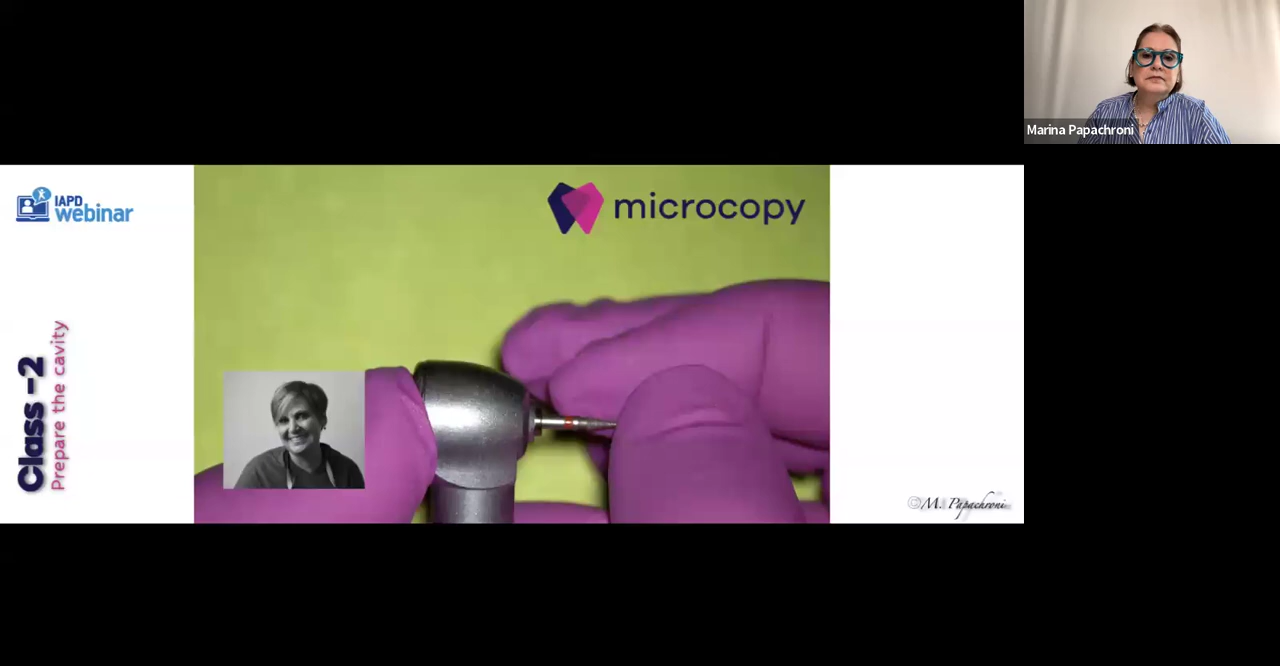 Marina Papachroni
IAPD
webinar
microcopy
Class -2
Prepare the cavity
©M. Papachroni